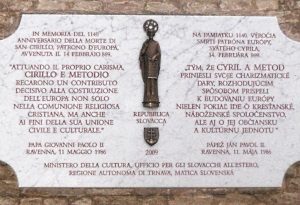 IN MEMORIA DEL 1140°
ANNIVERSARIO DELLA MORTE DI
SAN CIRILLO, PATRONO D'EUROPA,
AVVENUTA IL 14 FEBBRAIO 869,
"ATTUANDO IL PROPRIO CARISMA,
CIRILLO E METODIO
RECARONO UN CONTRIBUTO
DECISIVO ALLA COSTRUZIONE
DELL'EUROPA NON SOLO
NELLA COMUNIONE RELIGIOSA
CRISTIANA, MA ANCHE
AI FINI DELLA SUA UNIONE
CIVILE E CULTURALE."
PAPA GIOVANNI PAOLO II
RAVENNA, 11 MAGGIO 1986
REPUBBLICA
SLOVACCA
2009
NA PAMIATKU 1140. VÝROČIA
SMRTI PATRÓNA EURÓPY,
SVÄTÉHO CYRILA,
14. FEBRUÁRA 869.
"TÝM, ŽE CYRIL A METOD
PRINIESLI SVOJE CHARIZMATICKÉ
DARY, ROZHODUJÚCIM
SPÔSOBOM PRISPELI
K BUDOVANIU EURÓPY
NIELEN POKIAĽ IDE O KRESŤANSKÉ,
NÁBOŽENSKÉ SPOLOČENSTVO,
ALE AJ O JEJ OBČIANSKU
A KULTÚRNU JEDNOTU."
PÁPEŽ JÁN PAVOL II.
RAVENNA, 11. MÁJA 1986
MINISTERO DELLA CULTURA, UFFICIO PER GLI SLOVACCHI ALL'ESTERO,
REGIONE AUTONOMA DI TRNAVA, MATICA SLOVENSKÁ